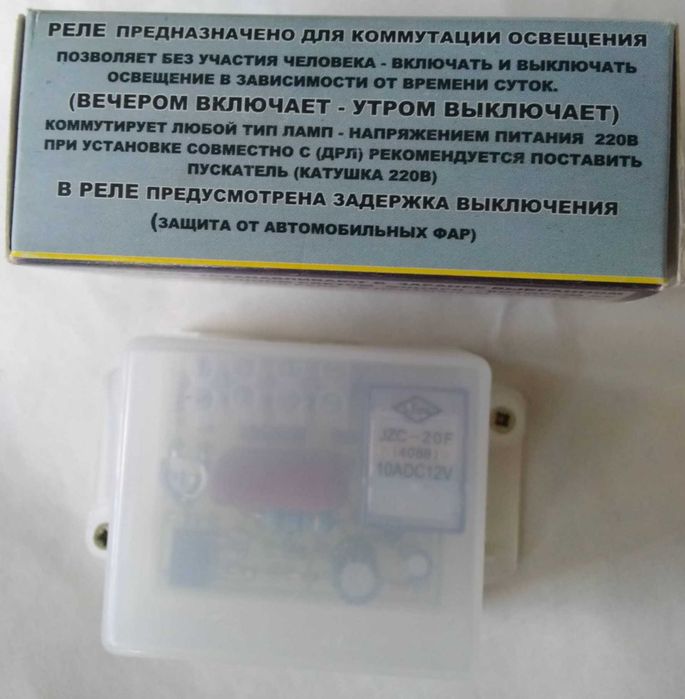 РЕЛЕ ПРЕДНАЗНАЧЕНО ДЛЯ КОММУТАЦИИ ОСВЕЩЕНИЯ
ПОЗВОЛЯЕТ БЕЗ УЧАСТИЯ ЧЕЛОВЕКА - ВКЛЮЧАТЬ И ВЫКЛЮЧАТЬ
ОСВЕЩЕНИЕ В ЗАВИСИМОСТИ ОТ ВРЕМЕНИ СУТОК.
(ВЕЧЕРОМ ВКЛЮЧАЕТ - УТРОМ ВЫКЛЮЧАЕТ)
КОММУТИРУЕТ ЛЮБОЙ ТИП ЛАМП - НАПРЯЖЕНИЕМ ПИТАНИЯ 220В
ПРИ УСТАНОВКЕ СОВМЕСТНО С (ДРЛ) РЕКОМЕНДУЕТСЯ ПОСТАВИТЬ
ПУСКАТЕЛЬ (КАТУШКА 220В)
В РЕЛЕ ПРЕДУСМОТРЕНА ЗАДЕРЖКА ВЫКЛЮЧЕНИЯ
(ЗАЩИТА ОТ АВТОМОБИЛЬНЫХ ФАР)
JZC-20F
(4088)
10ADC12V